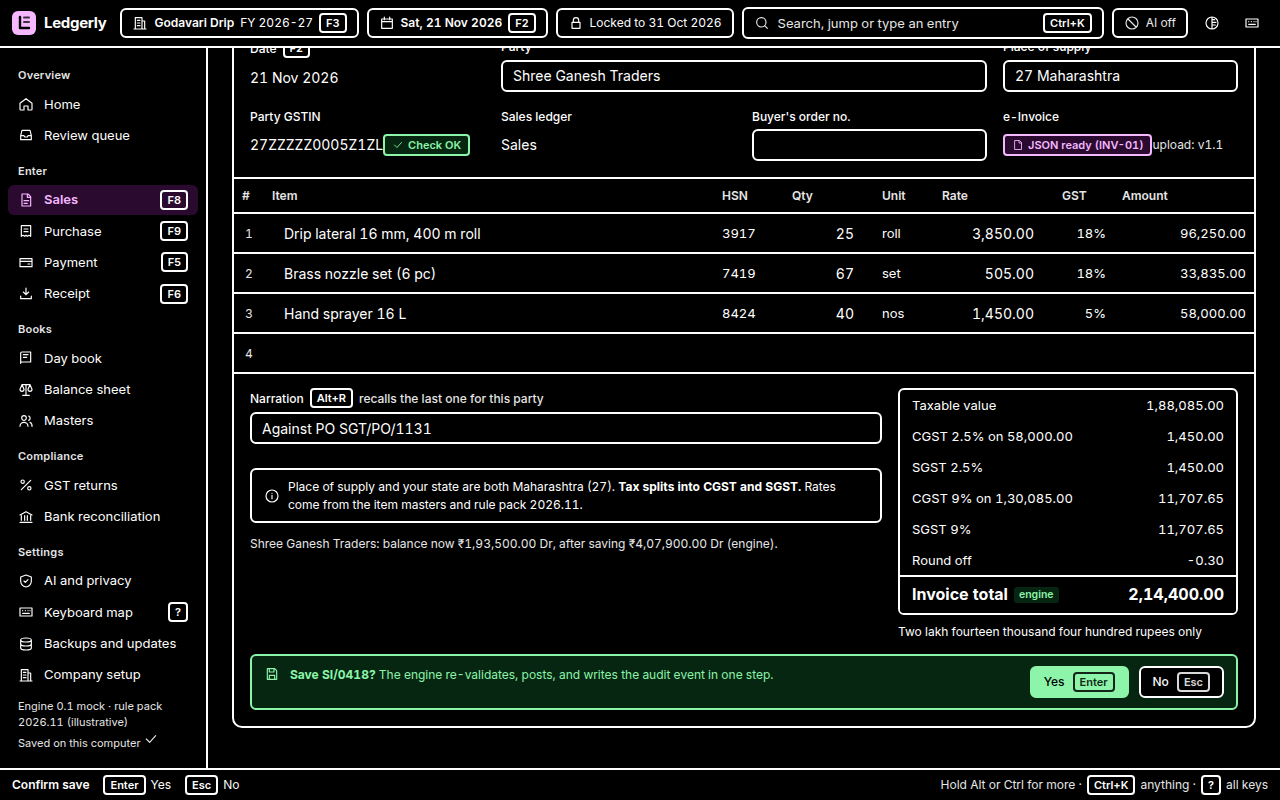 Ledgerly
Godavari Drip FY 2026-27 F3
Sat, 21 Nov 2026 F2
Locked to 31 Oct 2026
Search, jump or type an entry Ctrl+K
AI off
Overview
Home
Review queue
Enter
Sales F8
Purchase F9
Payment F5
Receipt F6
Books
Day book
Balance sheet
Masters
Compliance
GST returns
Bank reconciliation
Settings
AI and privacy
Keyboard map ?
Backups and updates
Company setup
Engine 0.1 mock · rule pack
2026.11 (illustrative)
Saved on this computer
Date F2 Party Place of supply
21 Nov 2026 Shree Ganesh Traders 27 Maharashtra
Party GSTIN Sales ledger Buyer's order no. e-Invoice
27ZZZZZ0005Z1ZL Check OK Sales JSON ready (INV-01) upload: v1.1
# Item HSN Qty Unit Rate GST Amount
1 Drip lateral 16 mm, 400 m roll 3917 25 roll 3,850.00 18% 96,250.00
2 Brass nozzle set (6 pc) 7419 67 set 505.00 18% 33,835.00
3 Hand sprayer 16 L 8424 40 nos 1,450.00 5% 58,000.00
4
Narration Alt+R recalls the last one for this party
Against PO SGT/PO/1131
Place of supply and your state are both Maharashtra (27). Tax splits into CGST and SGST. Rates
come from the item masters and rule pack 2026.11.
Shree Ganesh Traders: balance now ₹1,93,500.00 Dr, after saving ₹4,07,900.00 Dr (engine).
Taxable value 1,88,085.00
CGST 2.5% on 58,000.00 1,450.00
SGST 2.5% 1,450.00
CGST 9% on 1,30,085.00 11,707.65
SGST 9% 11,707.65
Round off -0.30
Invoice total engine 2,14,400.00
Two lakh fourteen thousand four hundred rupees only
Save SI/0418? The engine re-validates, posts, and writes the audit event in one step.
Yes Enter No Esc
Confirm save Enter Yes Esc No
Hold Alt or Ctrl for more · Ctrl+K anything · ? all keys